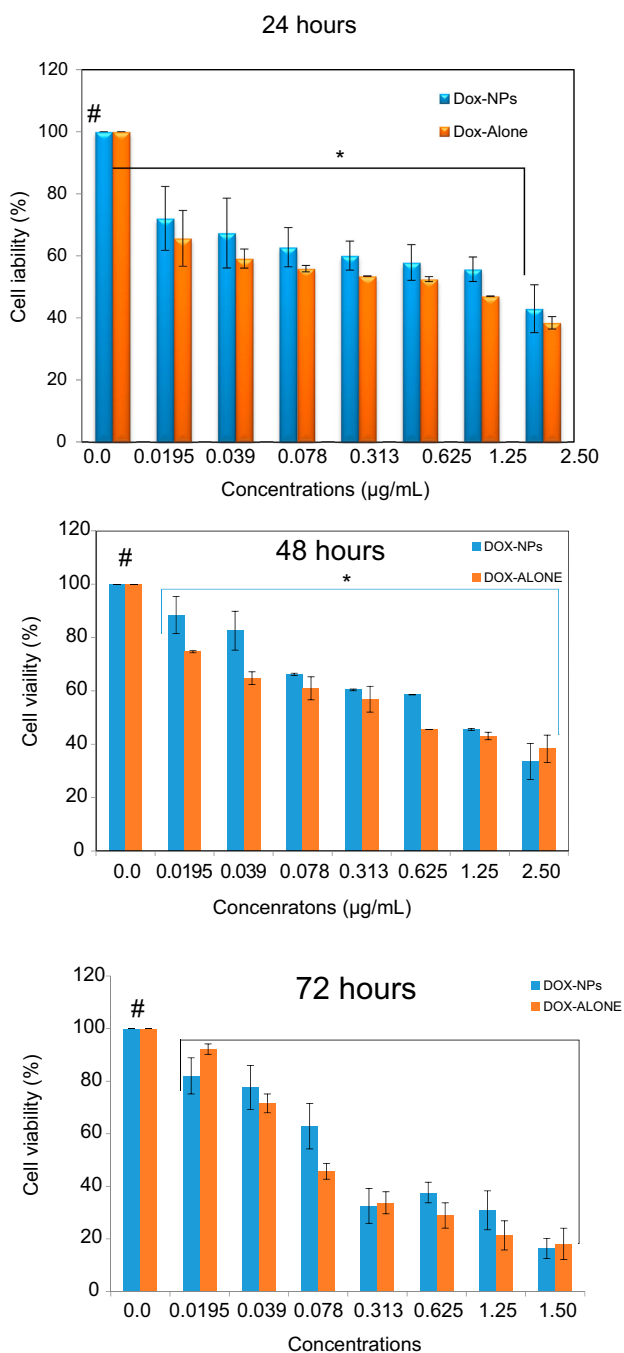 24 hours
120
100
80
60
40
20
0
Cell iability (%)
#
*
Dox-NPs
Dox-Alone
0.0 0.0195 0.039 0.078 0.313 0.625 1.25 2.50
Concentrations (µg/mL)
48 hours
120
100
80
60
40
20
0
Cell viaility (%)
#
*
DOX-NPs
DOX-ALONE
0.0 0.0195 0.039 0.078 0.313 0.625 1.25 2.50
Concenratons (µg/mL)
72 hours
120
100
80
60
40
20
0
Cell viability (%)
#
DOX-NPs
DOX-ALONE
0.0 0.0195 0.039 0.078 0.313 0.625 1.25 1.50
Concentrations